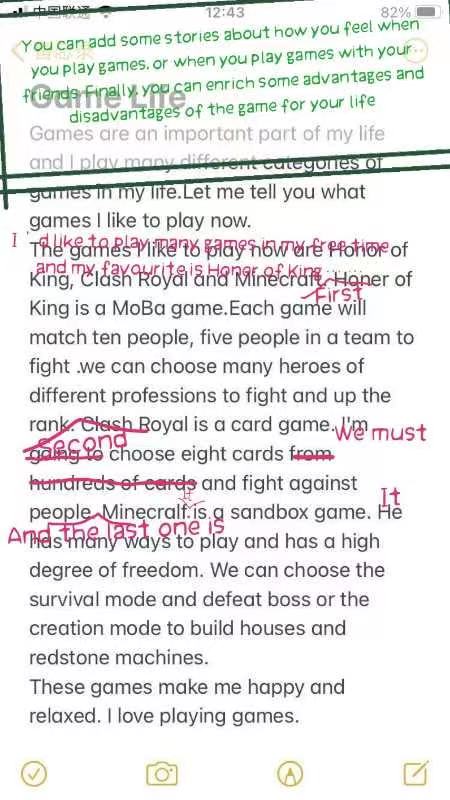 中国联通
12:43
82%
备忘录
You can add some stories about how you feel when
you play games, or when you play games with your
friends. Finally, you can enrich some advantages and
disadvantages of the game for your life
Game Life
Games are an important part of my life
and I play many different categories of
games in my life.Let me tell you what
games I like to play now.
I'd like to play many games in my free time
The games I like to play now are Honor of
and my favourite is Honor of King......
King, Clash Royal and Minecraft. Honer of
First
King is a MoBa game.Each game will
match ten people, five people in a team to
fight .we can choose many heroes of
different professions to fight and up the
rank. Clash Royal is a card game. I'm
second
We must
going to choose eight cards from
hundreds of cards and fight against
It
It
people. Minecralf is a sandbox game. He
And the last one is
has many ways to play and has a high
degree of freedom. We can choose the
survival mode and defeat boss or the
creation mode to build houses and
redstone machines.
These games make me happy and
relaxed. I love playing games.